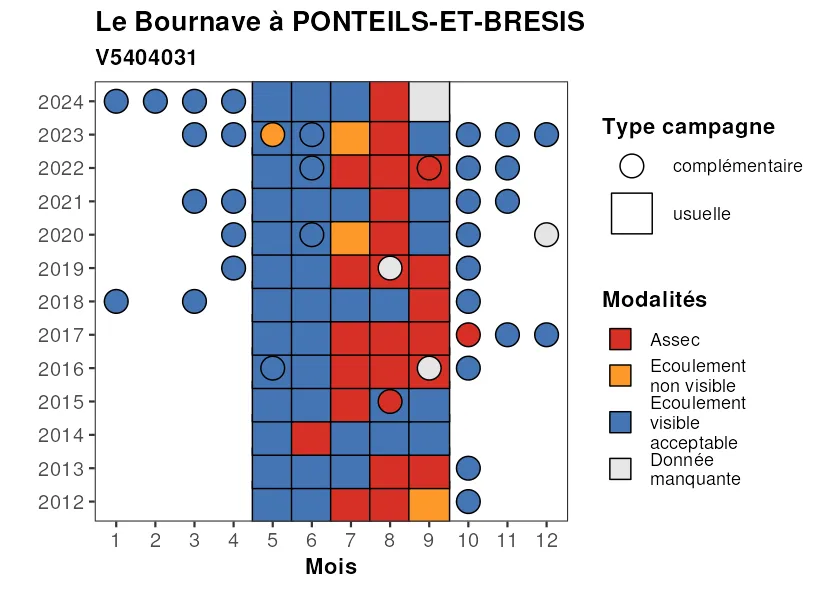 Le Bournave à PONTEILS-ET-BRESIS
V5404031
2024
2023
2022
2021
2020
2019
2018
2017
2016
2015
2014
2013
2012
1 2 3 4 5 6 7 8 9 10 11 12
Mois
Type campagne
complémentaire
usuelle
Modalités
Assec
Ecoulement
non visible
Ecoulement
visible
acceptable
Donnée
manquante